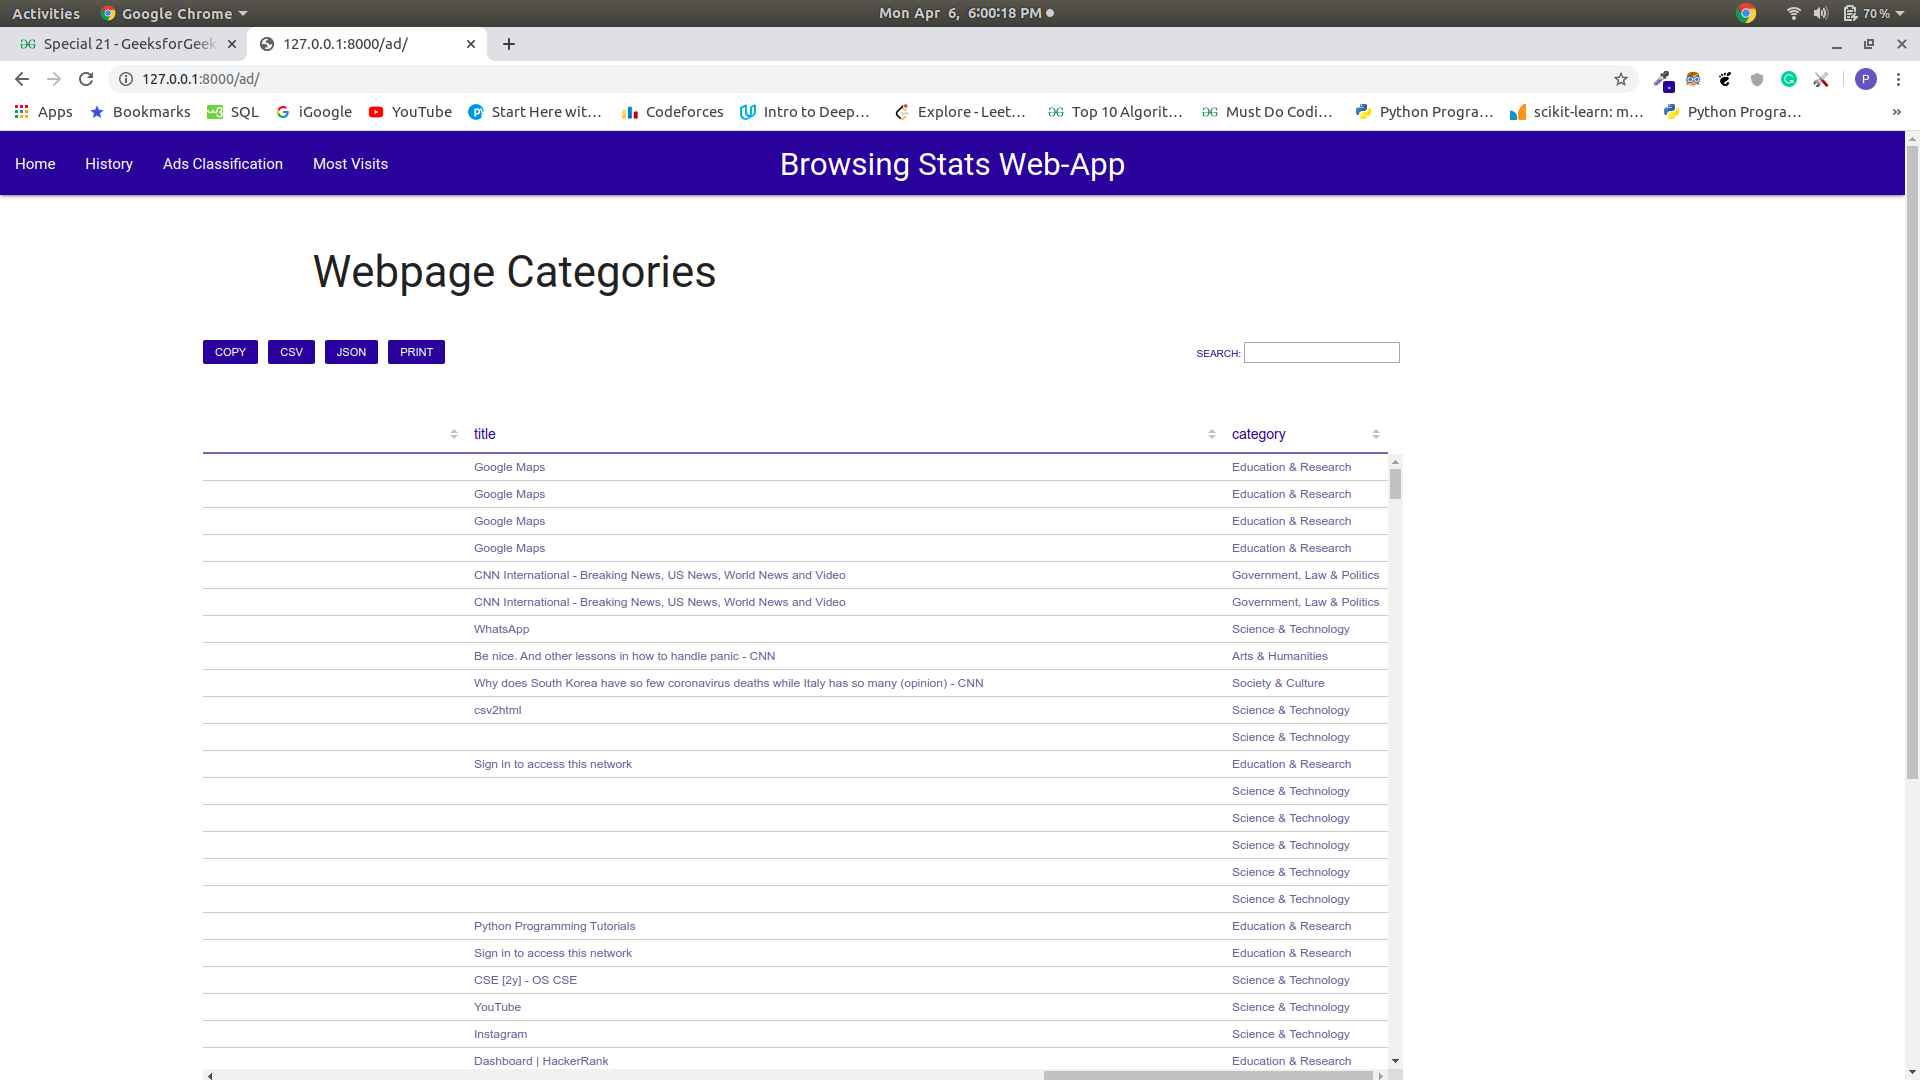 Activities Google Chrome Mon Apr 6, 6:00:18 PM 70 %
Special 21 - GeeksforGeek 127.0.0.1:8000/ad/
127.0.0.1:8000/ad/ P
Apps Bookmarks SQL iGoogle YouTube Start Here wit... Codeforces Intro to Deep... Explore - Leet... Top 10 Algorit... Must Do Codi... Python Progra... scikit-learn: m... Python Progra... »
Home History Ads Classification Most Visits Browsing Stats Web-App
Webpage Categories
COPY CSV JSON PRINT SEARCH:
title category
Google Maps Education & Research
Google Maps Education & Research
Google Maps Education & Research
Google Maps Education & Research
CNN International - Breaking News, US News, World News and Video Government, Law & Politics
CNN International - Breaking News, US News, World News and Video Government, Law & Politics
WhatsApp Science & Technology
Be nice. And other lessons in how to handle panic - CNN Arts & Humanities
Why does South Korea have so few coronavirus deaths while Italy has so many (opinion) - CNN Society & Culture
csv2html Science & Technology
Science & Technology
Sign in to access this network Education & Research
Science & Technology
Science & Technology
Science & Technology
Science & Technology
Science & Technology
Python Programming Tutorials Education & Research
Sign in to access this network Education & Research
CSE [2y] - OS CSE Science & Technology
YouTube Science & Technology
Instagram Science & Technology
Dashboard | HackerRank Education & Research